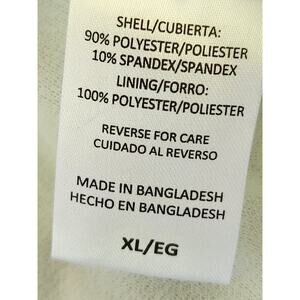 SHELL/CUBIERTA:
90% POLYESTER/POLIESTER
10% SPANDEX/SPANDEX
LINING/FORRO:
100% POLYESTER/POLIESTER
REVERSE FOR CARE
CUIDADO AL REVERSO
MADE IN BANGLADESH
HECHO EN BANGLADESH
XL/EG